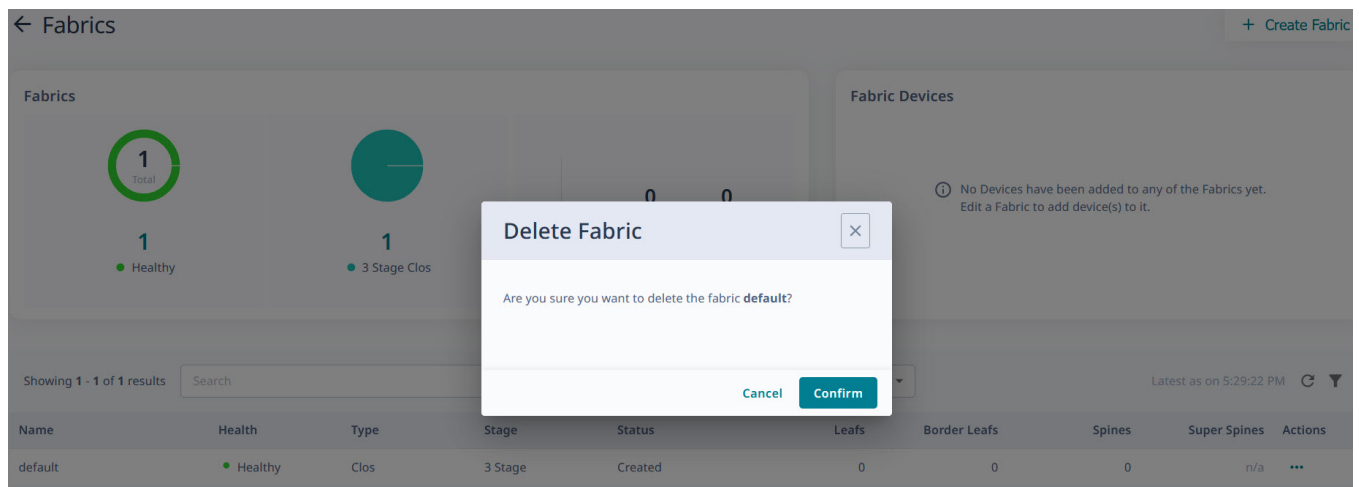 ← Fabrics
+ Create Fabric
Fabrics
Fabric Devices
1
Total
0 0
No Devices have been added to any of the Fabrics yet.
Edit a Fabric to add device(s) to it.
1
Healthy
1
3 Stage Clos
Delete Fabric
Are you sure you want to delete the fabric default?
Cancel Confirm
Showing 1 - 1 of 1 results Search
Latest as on 5:29:22 PM
Name Health Type Stage Status Leafs Border Leafs Spines Super Spines Actions
default Healthy Clos 3 Stage Created 0 0 0 n/a •••